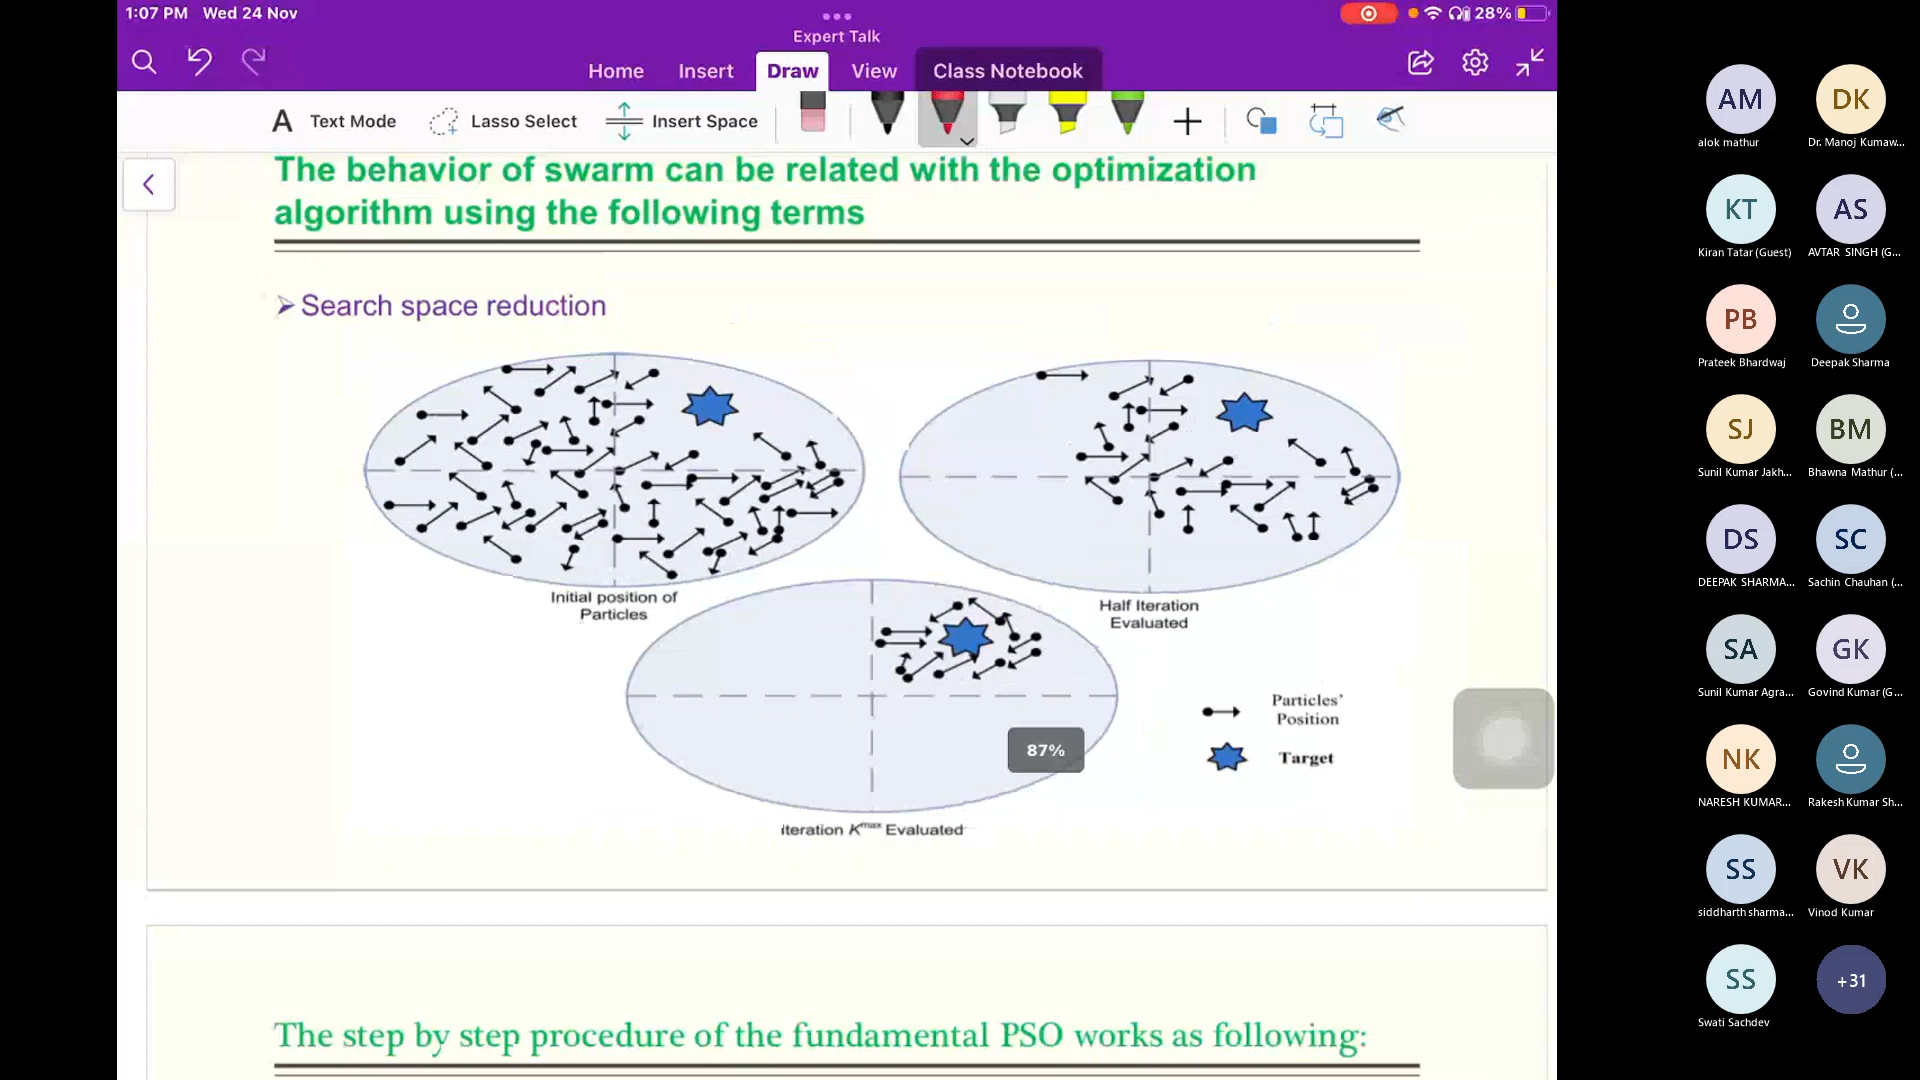 1:07 PM Wed 24 Nov
28%
Expert Talk
Home Insert Draw View Class Notebook
A Text Mode Lasso Select Insert Space
The behavior of swarm can be related with the optimization
algorithm using the following terms
➢ Search space reduction
Initial position of
Particles
Half Iteration
Evaluated
Particles'
Position
Target
87%
Iteration Kmax Evaluated
The step by step procedure of the fundamental PSO works as following:
AM
alok mathur
DK
Dr. Manoj Kumaw...
KT
Kiran Tatar (Guest)
AS
AVTAR SINGH (G...
PB
Prateek Bhardwaj
Deepak Sharma
SJ
Sunil Kumar Jakh...
BM
Bhawna Mathur (...
DS
DEEPAK SHARMA...
SC
Sachin Chauhan (...
SA
Sunil Kumar Agra...
GK
Govind Kumar (G...
NK
NARESH KUMAR...
Rakesh Kumar Sh...
SS
siddharth sharma...
VK
Vinod Kumar
SS
Swati Sachdev
+31